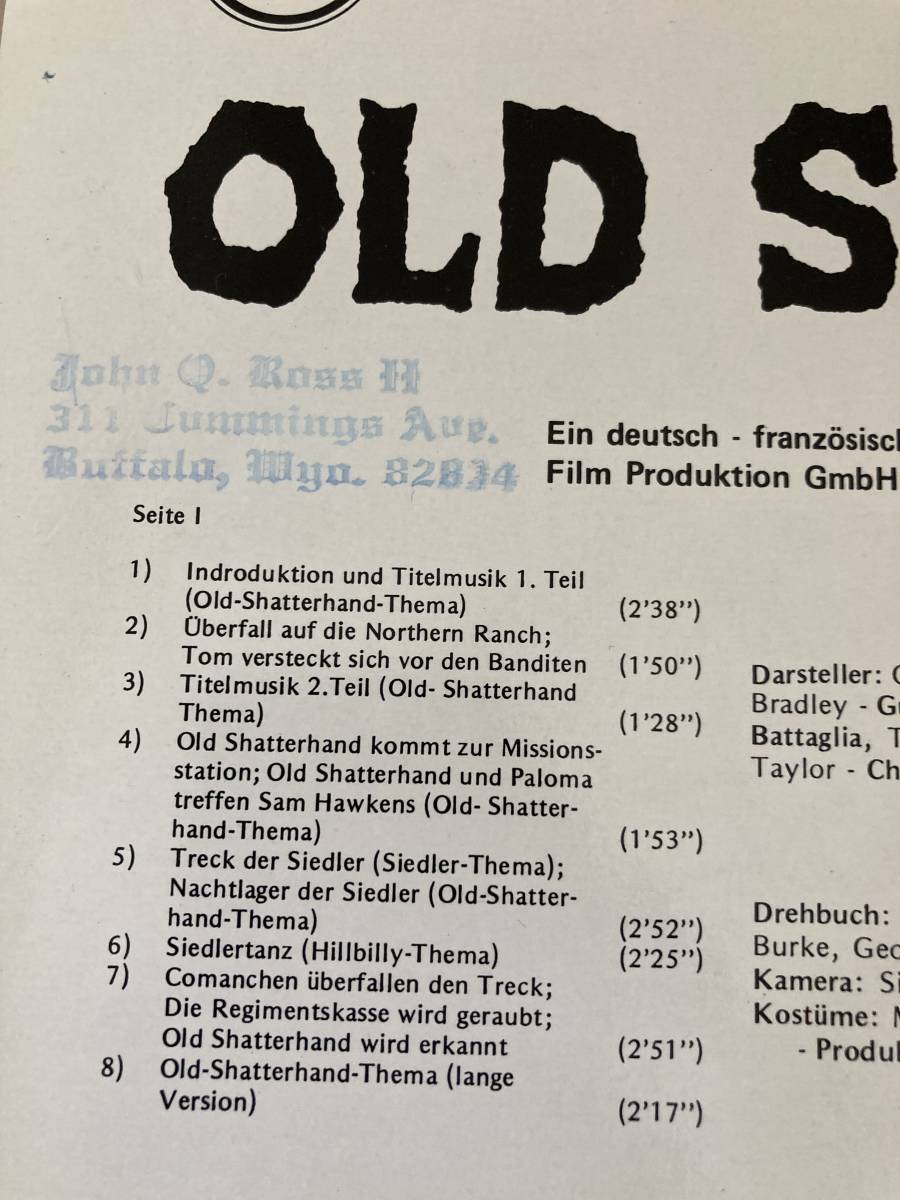 OLD S
John Q. Ross II
311 Cummings Ave.
Buffalo, Wyo. 82834
Ein deutsch - französisch
Film Produktion GmbH
Seite I
1) Indroduktion und Titelmusik 1. Teil
(Old-Shatterhand-Thema) (2'38")
2) Überfall auf die Northern Ranch;
Tom versteckt sich vor den Banditen (1'50")
3) Titelmusik 2.Teil (Old- Shatterhand
Thema) (1'28")
4) Old Shatterhand kommt zur Missions-
station; Old Shatterhand und Paloma
treffen Sam Hawkens (Old- Shatter-
hand-Thema) (1'53")
5) Treck der Siedler (Siedler-Thema);
Nachtlager der Siedler (Old-Shatter-
hand-Thema) (2'52")
6) Siedlertanz (Hillbilly-Thema) (2'25")
7) Comanchen überfallen den Treck;
Die Regimentskasse wird geraubt;
Old Shatterhand wird erkannt (2'51")
8) Old-Shatterhand-Thema (lange
Version) (2'17")
Darsteller:
Bradley - G
Battaglia, T
Taylor - Ch
Drehbuch:
Burke, Geo
Kamera: Si
Kostüme:
- Produ